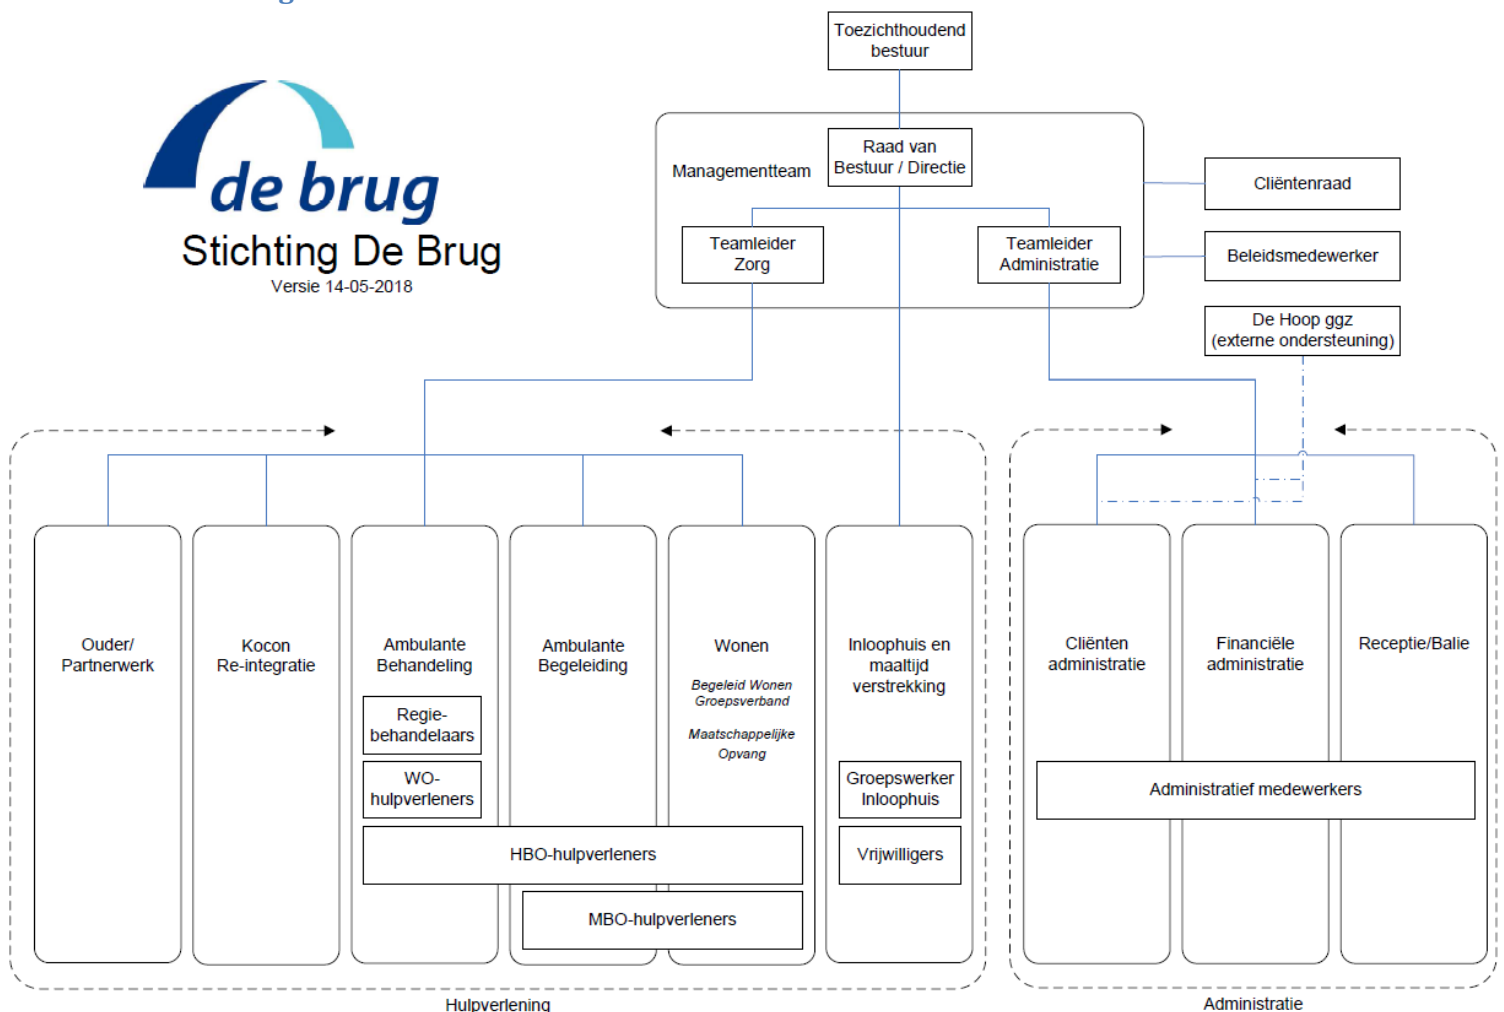 Toezichthoudend
bestuur
de brug
Stichting De Brug
Versie 14-05-2018
Managementteam
Raad van
Bestuur / Directie
Teamleider
Zorg
Teamleider
Administratie
Cliëntenraad
Beleidsmedewerker
De Hoop ggz
(externe ondersteuning)
Ouder/
Partnerwerk
Kocon
Re-integratie
Ambulante
Behandeling
Regie-
behandelaars
WO-
hulpverleners
Ambulante
Begeleiding
Wonen
Begeleid Wonen
Groepsverband
Maatschappelijke
Opvang
HBO-hulpverleners
MBO-hulpverleners
Inloophuis en
maaltijd
verstrekking
Groepswerker
Inloophuis
Vrijwilligers
Cliënten
administratie
Financiële
administratie
Receptie/Balie
Administratief medewerkers
Hulpverlening
Administratie